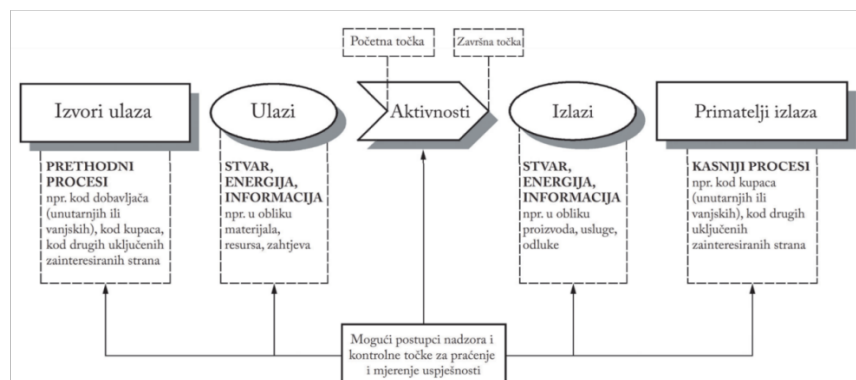 Početna točka
Završna točka
Izvori ulaza
Ulazi
Aktivnosti
Izlazi
Primatelji izlaza
PRETHODNI
PROCESI
npr. kod dobavljača
(unutarnjih ili
vanjskih), kod kupaca,
kod drugih uključenih
zainteresiranih strana
STVAR,
ENERGIJA,
INFORMACIJA
npr. u obliku
materijala,
resursa, zahtjeva
STVAR,
ENERGIJA,
INFORMACIJA
npr. u obliku
proizvoda, usluge,
odluke
KASNIJI PROCESI
npr. kod kupaca
(unutarnjih ili
vanjskih), kod drugih
uključenih
zainteresiranih strana
Mogući postupci nadzora i
kontrolne točke za praćenje
i mjerenje uspješnosti